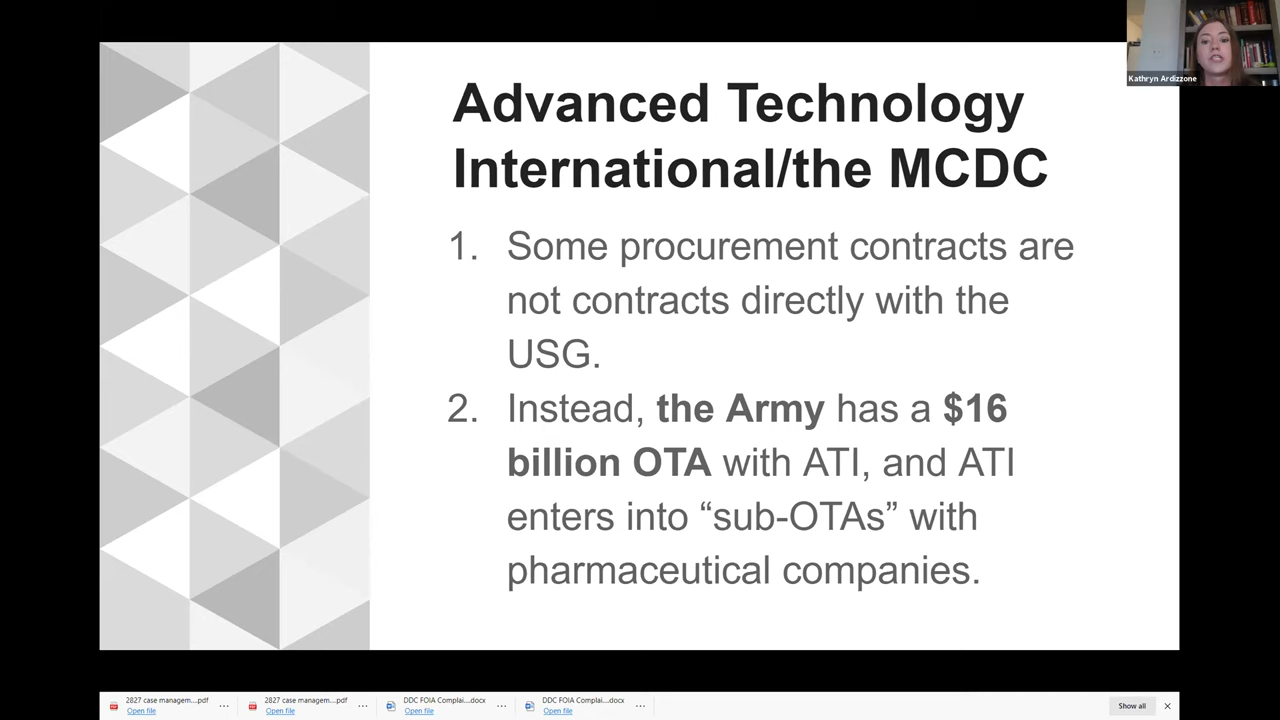 Kathryn Ardizzone
Advanced Technology
International/the MCDC
1. Some procurement contracts are
not contracts directly with the
USG.
2. Instead, the Army has a $16
billion OTA with ATI, and ATI
enters into “sub-OTAs” with
pharmaceutical companies.
2827 case managem....pdf
Open file
2827 case managem....pdf
Open file
DDC FOIA Complai....docx
Open file
DDC FOIA Complai....docx
Open file
Show all